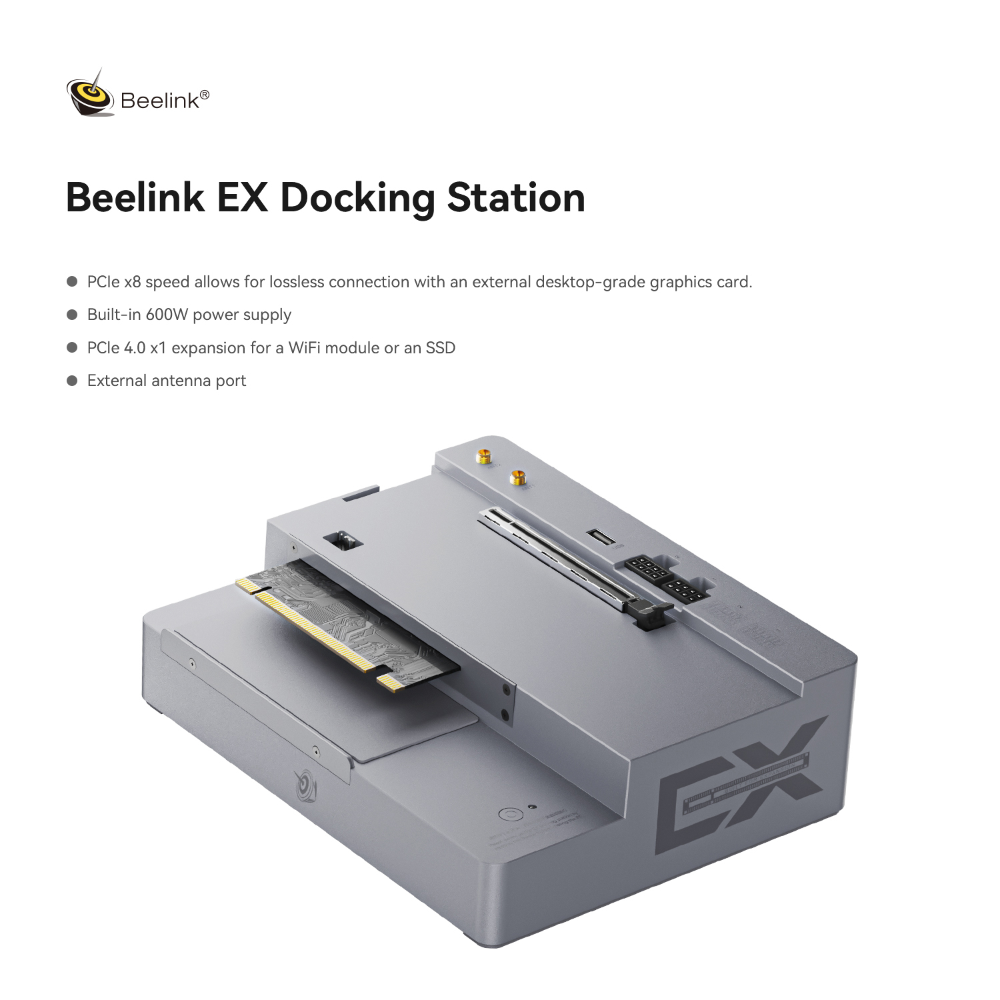 Beelink®
Beelink EX Docking Station
PCIe x8 speed allows for lossless connection with an external desktop-grade graphics card.
Built-in 600W power supply
PCIe 4.0 x1 expansion for a WiFi module or an SSD
External antenna port
EX